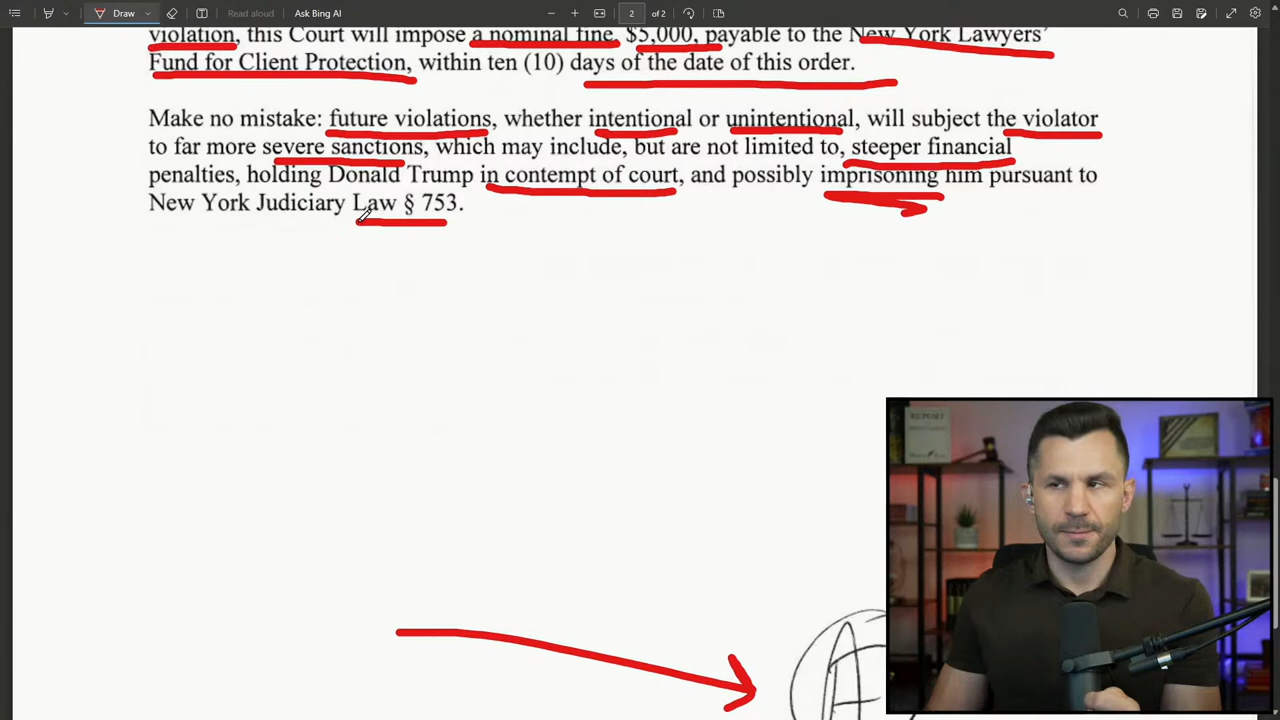 Draw
Read aloud
Ask Bing AI
2 of 2
violation, this Court will impose a nominal fine, $5,000, payable to the New York Lawyers’
Fund for Client Protection, within ten (10) days of the date of this order.
Make no mistake: future violations, whether intentional or unintentional, will subject the violator
to far more severe sanctions, which may include, but are not limited to, steeper financial
penalties, holding Donald Trump in contempt of court, and possibly imprisoning him pursuant to
New York Judiciary Law § 753.
REPORT